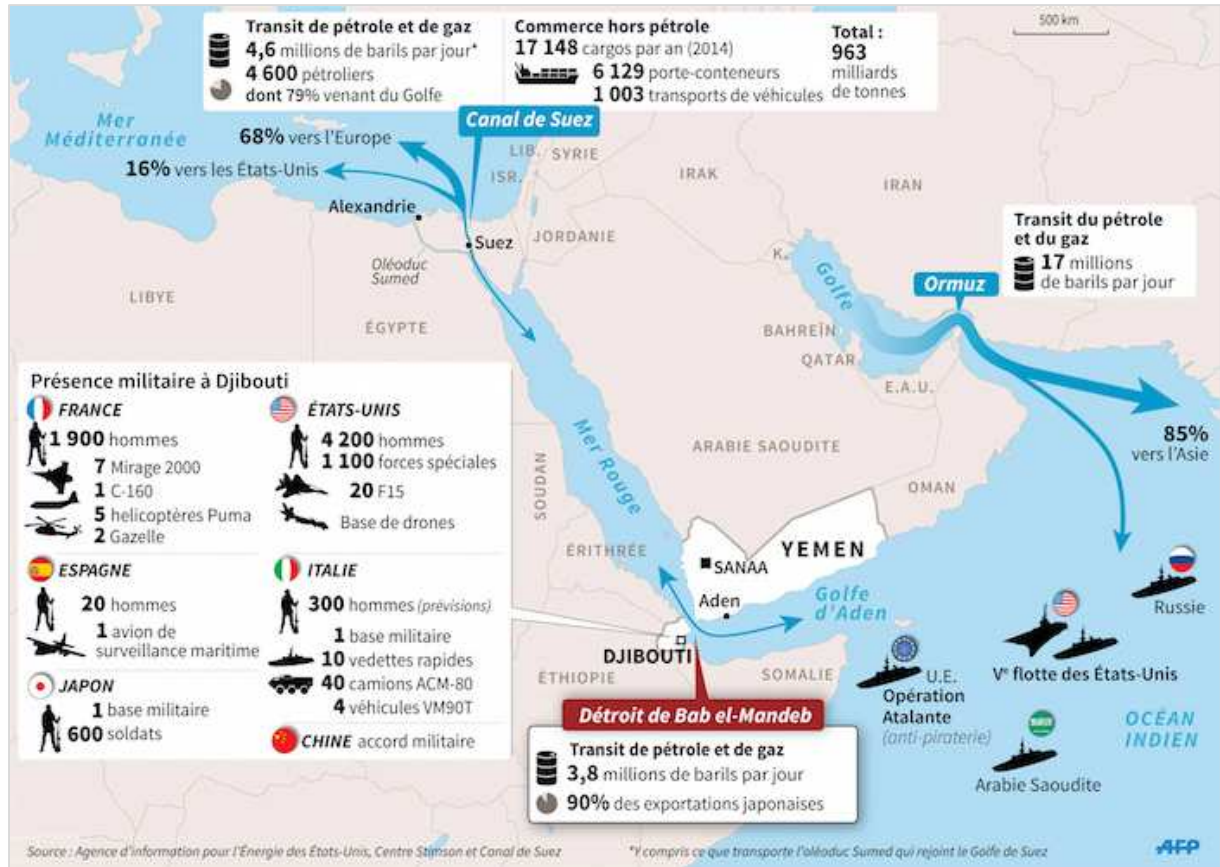 Transit de pétrole et de gaz
4,6 millions de barils par jour*
4 600 pétroliers
dont 79% venant du Golfe
Commerce hors pétrole
17 148 cargos par an (2014)
6 129 porte-conteneurs
1 003 transports de véhicules
Total :
963
milliards
de tonnes
500 km
Mer
Méditerranée
68% vers l'Europe
16% vers les États-Unis
Canal de Suez
LIB.
SYRIE
ISR.
IRAK
IRAN
Alexandrie
Suez
JORDANIE
Oléoduc
Sumed
K.
Golfe
Ormuz
Transit du pétrole
et du gaz
17 millions
de barils par jour
LIBYE
ÉGYPTE
BAHREÏN
QATAR
E.A.U.
85%
vers l'Asie
Mer Rouge
ARABIE SAOUDITE
OMAN
SOUDAN
ÉRITHRÉE
YEMEN
SANAA
Aden
Golfe
d'Aden
DJIBOUTI
ÉTHIOPIE
SOMALIE
Présence militaire à Djibouti
FRANCE
1 900 hommes
7 Mirage 2000
1 C-160
5 helicoptères Puma
2 Gazelle
ÉTATS-UNIS
4 200 hommes
1 100 forces spéciales
20 F15
Base de drones
ESPAGNE
20 hommes
1 avion de
surveillance maritime
ITALIE
300 hommes (prévisions)
1 base militaire
10 vedettes rapides
40 camions ACM-80
4 véhicules VM90T
JAPON
1 base militaire
600 soldats
CHINE accord militaire
Détroit de Bab el-Mandeb
Transit de pétrole et de gaz
3,8 millions de barils par jour
90% des exportations japonaises
Russie
Ve flotte des États-Unis
U.E.
Opération
Atalante
(anti-piraterie)
Arabie Saoudite
OCÉAN
INDIEN
Source : Agence d'information pour l'Énergie des États-Unis, Centre Stimson et Canal de Suez
*Y compris ce que transporte l'oléoduc Sumed qui rejoint le Golfe de Suez
AFP